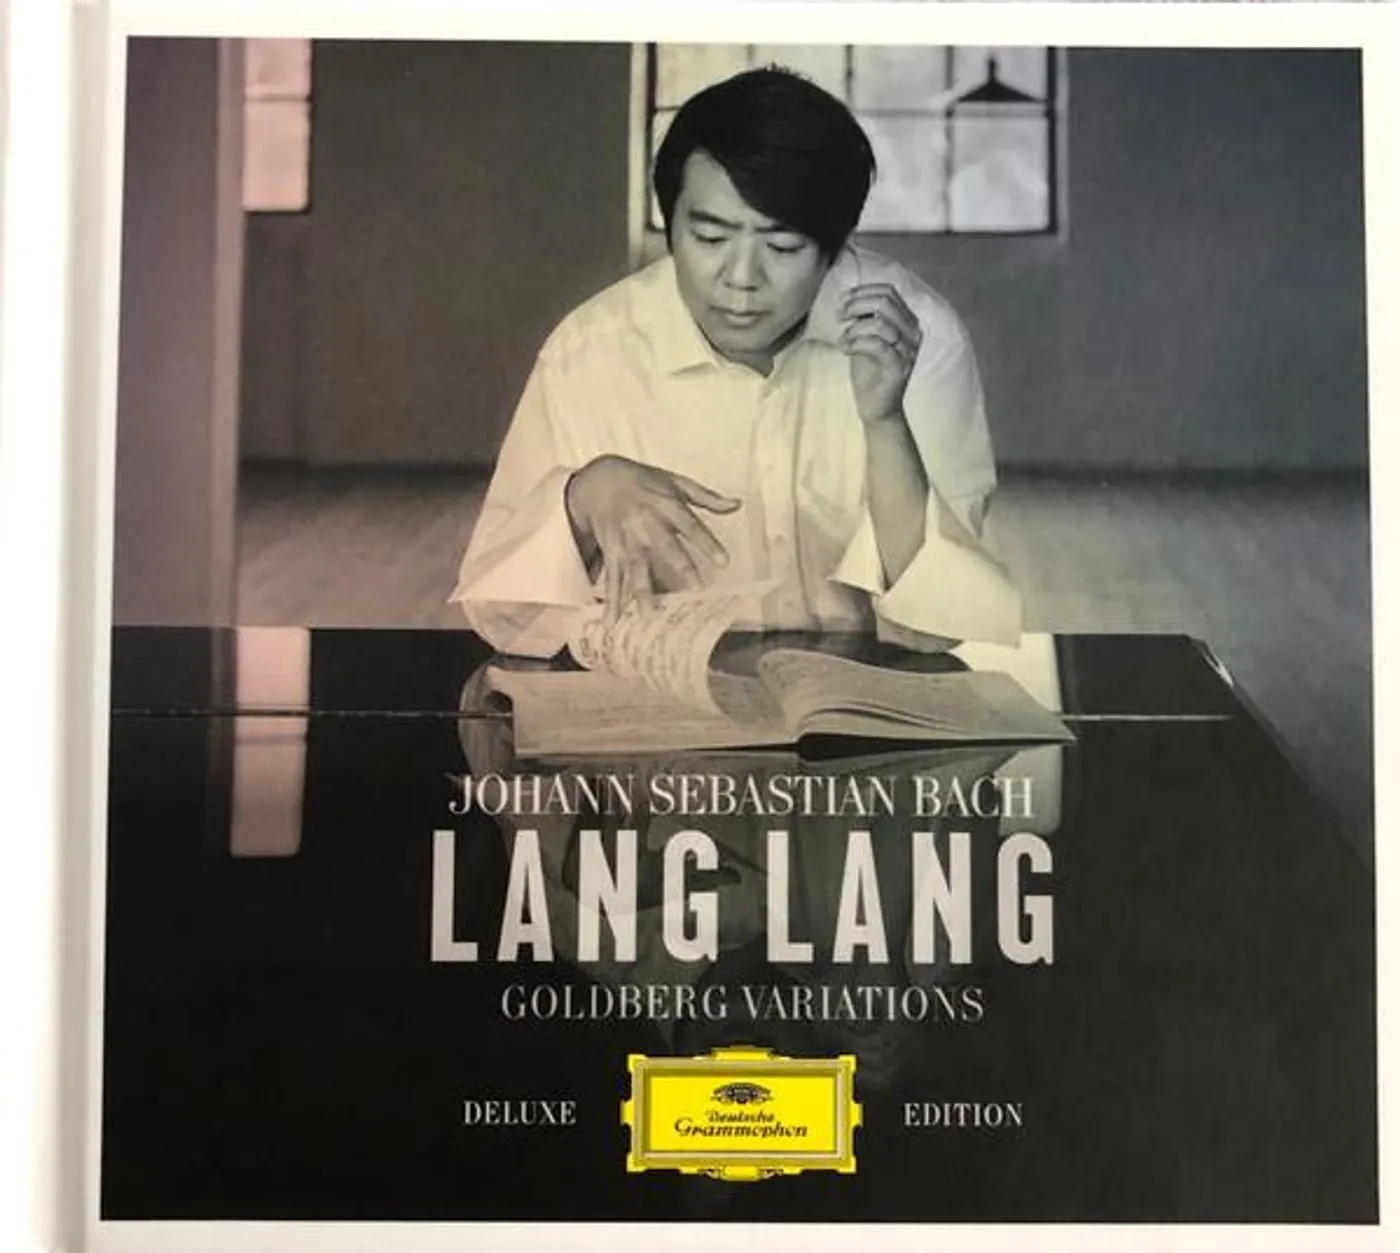 JOHANN SEBASTIAN BACH
LANG LANG
GOLDBERG VARIATIONS
DELUXE
Deutsche
Grammophon
EDITION